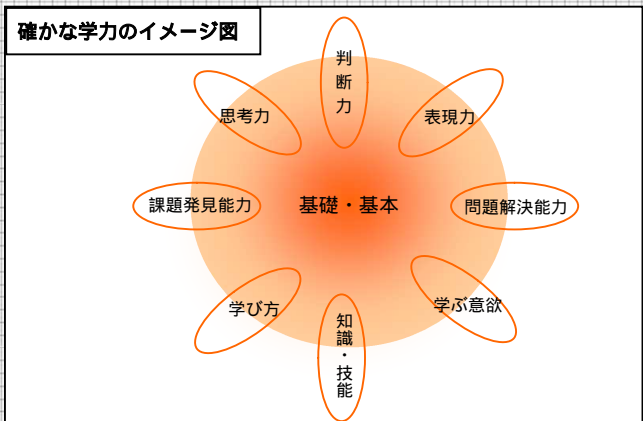 確かな学力のイメージ図
判断力
思考力
表現力
課題発見能力
基礎・基本
問題解決能力
学び方
学ぶ意欲
知識・技能